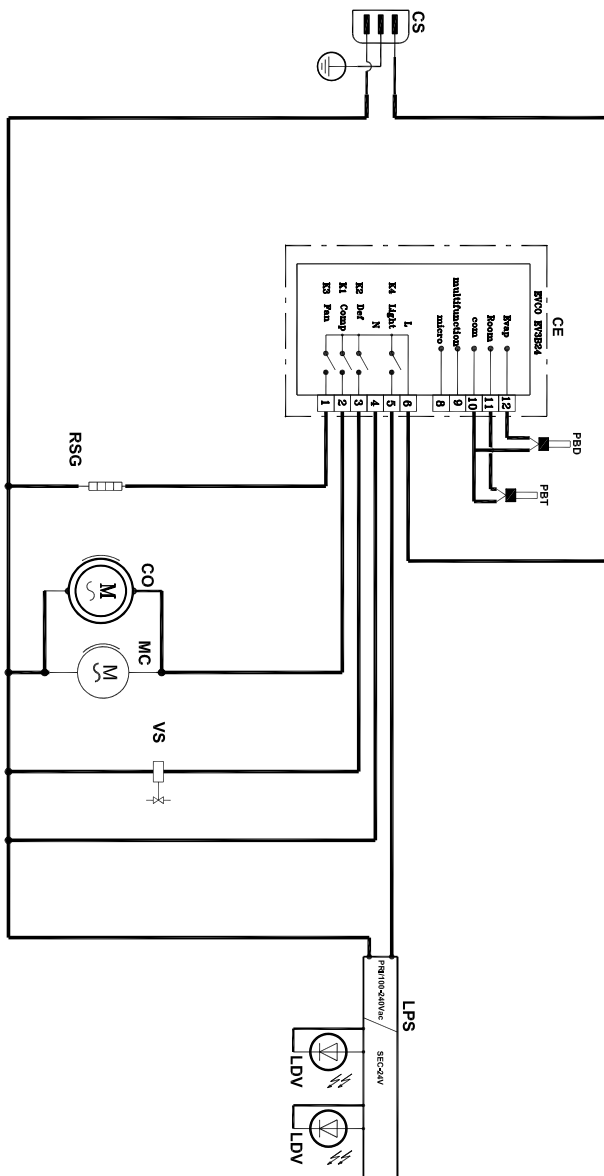 CS
EVCO EV3B24
CE
Evap
Room
com
multifunction
micro
L
N
K4 Light
K2 Def
K1 Comp
K3 Fan
12
11
10
9
8
6
5
4
3
2
1
PBD
PBT
RSG
CO
M
MC
M
VS
LPS
PRI/100-240Vac
SEC-24V
LDV
LDV